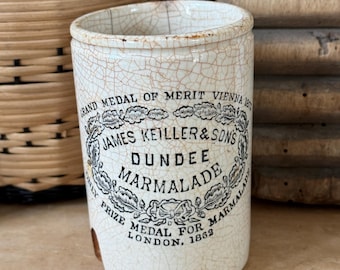 GRAND MEDAL OF MERIT VIENNA
JAMES KEILLER & SONS
DUNDEE
MARMALADE
PRIZE MEDAL FOR MARMALADE
LONDON. 1862